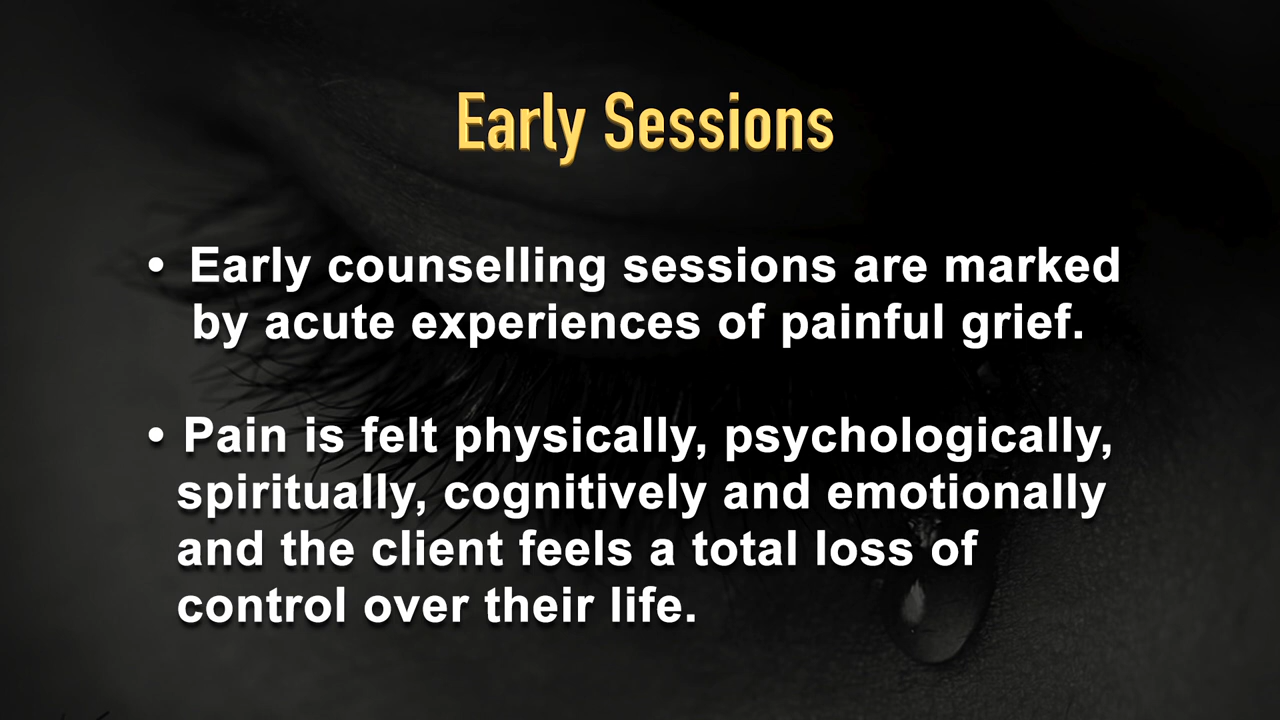 Early Sessions
• Early counselling sessions are marked
by acute experiences of painful grief.
• Pain is felt physically, psychologically,
spiritually, cognitively and emotionally
and the client feels a total loss of
control over their life.